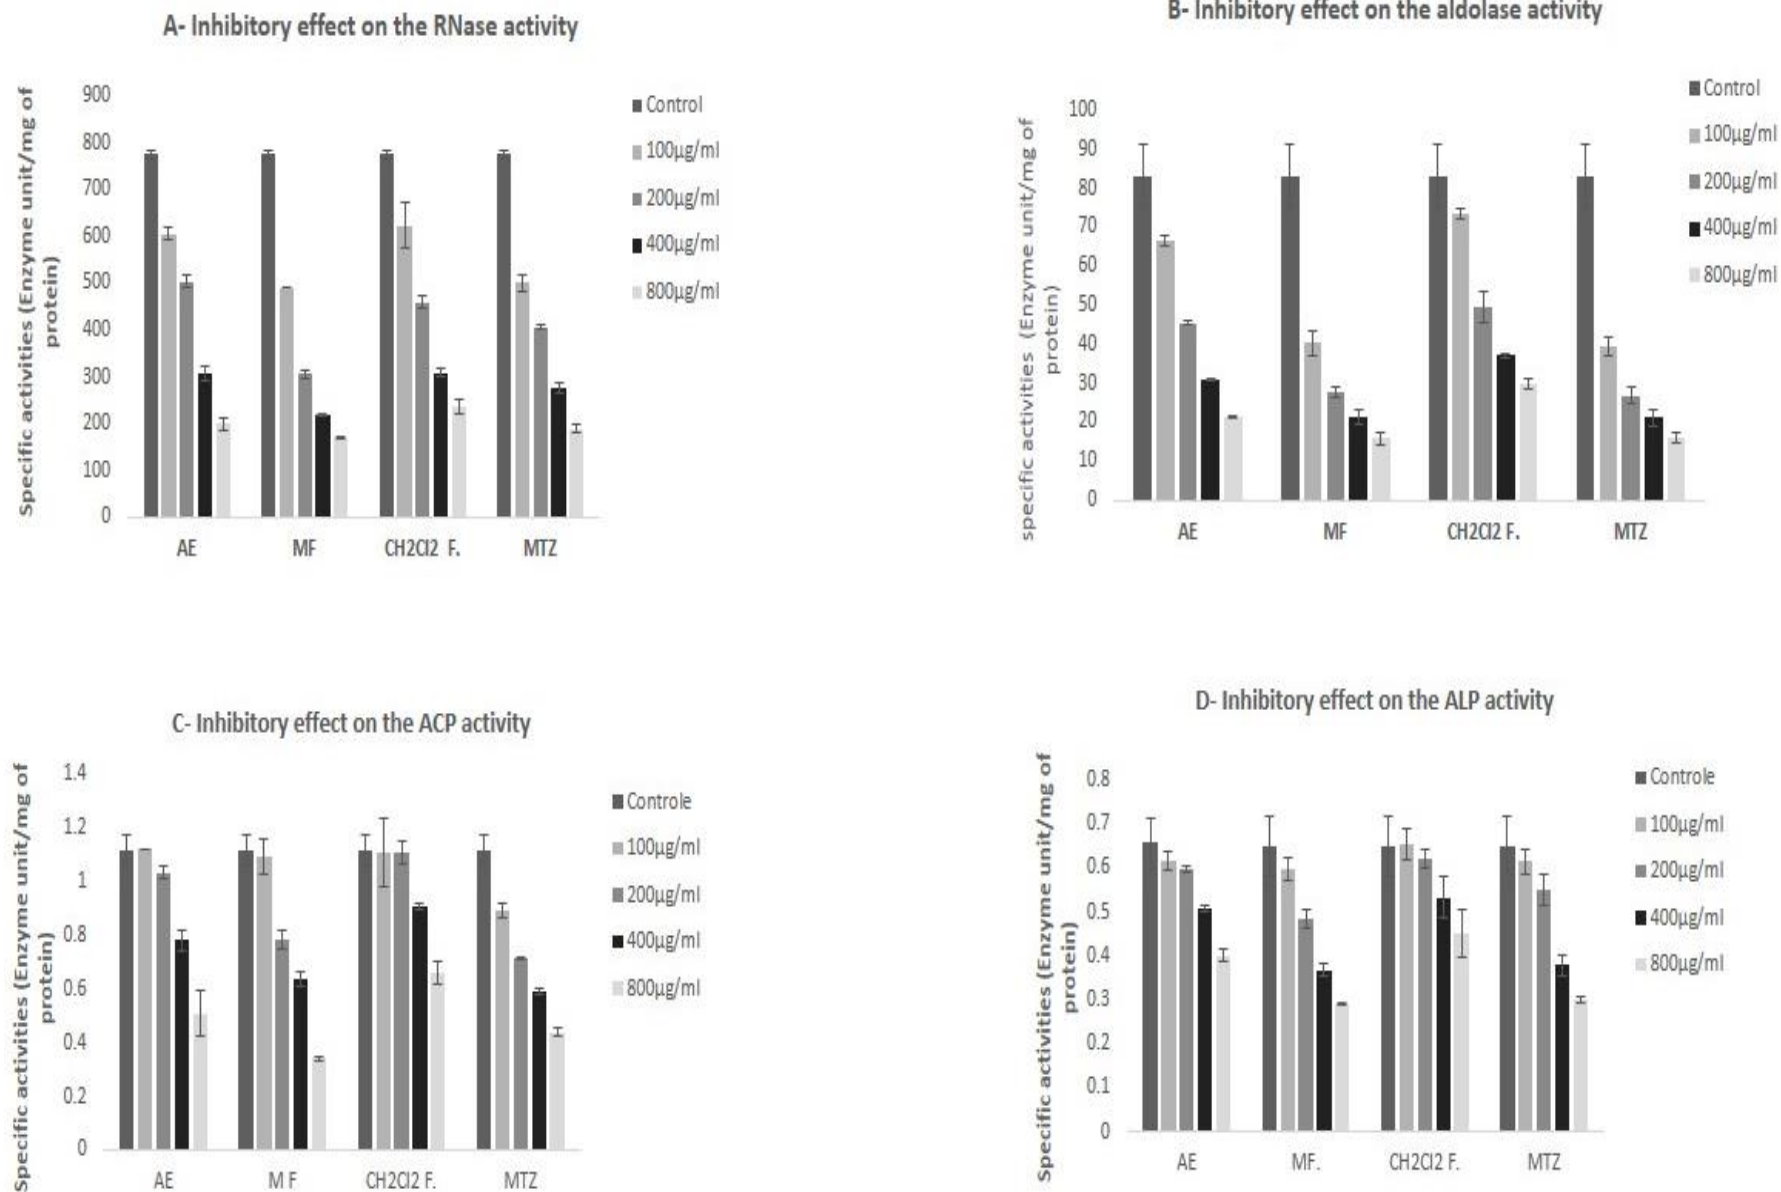 A- Inhibitory effect on the RNase activity
Specific activities (Enzyme unit/mg of
protein)
900
800
700
600
500
400
300
200
100
0
AE MF CH2Cl2 F. MTZ
Control
100µg/ml
200µg/ml
400µg/ml
800µg/ml
B- Inhibitory effect on the aldolase activity
specific activities (Enzyme unit/mg of
protein)
100
90
80
70
60
50
40
30
20
10
0
AE MF CH2Cl2 F. MTZ
Control
100µg/ml
200µg/ml
400µg/ml
800µg/ml
C- Inhibitory effect on the ACP activity
Specific activities (Enzyme unit/mg of
protein)
1.4
1.2
1
0.8
0.6
0.4
0.2
0
AE M F CH2Cl2 F. MTZ
Controle
100µg/ml
200µg/ml
400µg/ml
800µg/ml
D- Inhibitory effect on the ALP activity
Specific activities (Enzyme unit/mg of
protein)
0.8
0.7
0.6
0.5
0.4
0.3
0.2
0.1
0
AE MF. CH2Cl2 F. MTZ
Controle
100µg/ml
200µg/ml
400µg/ml
800µg/ml